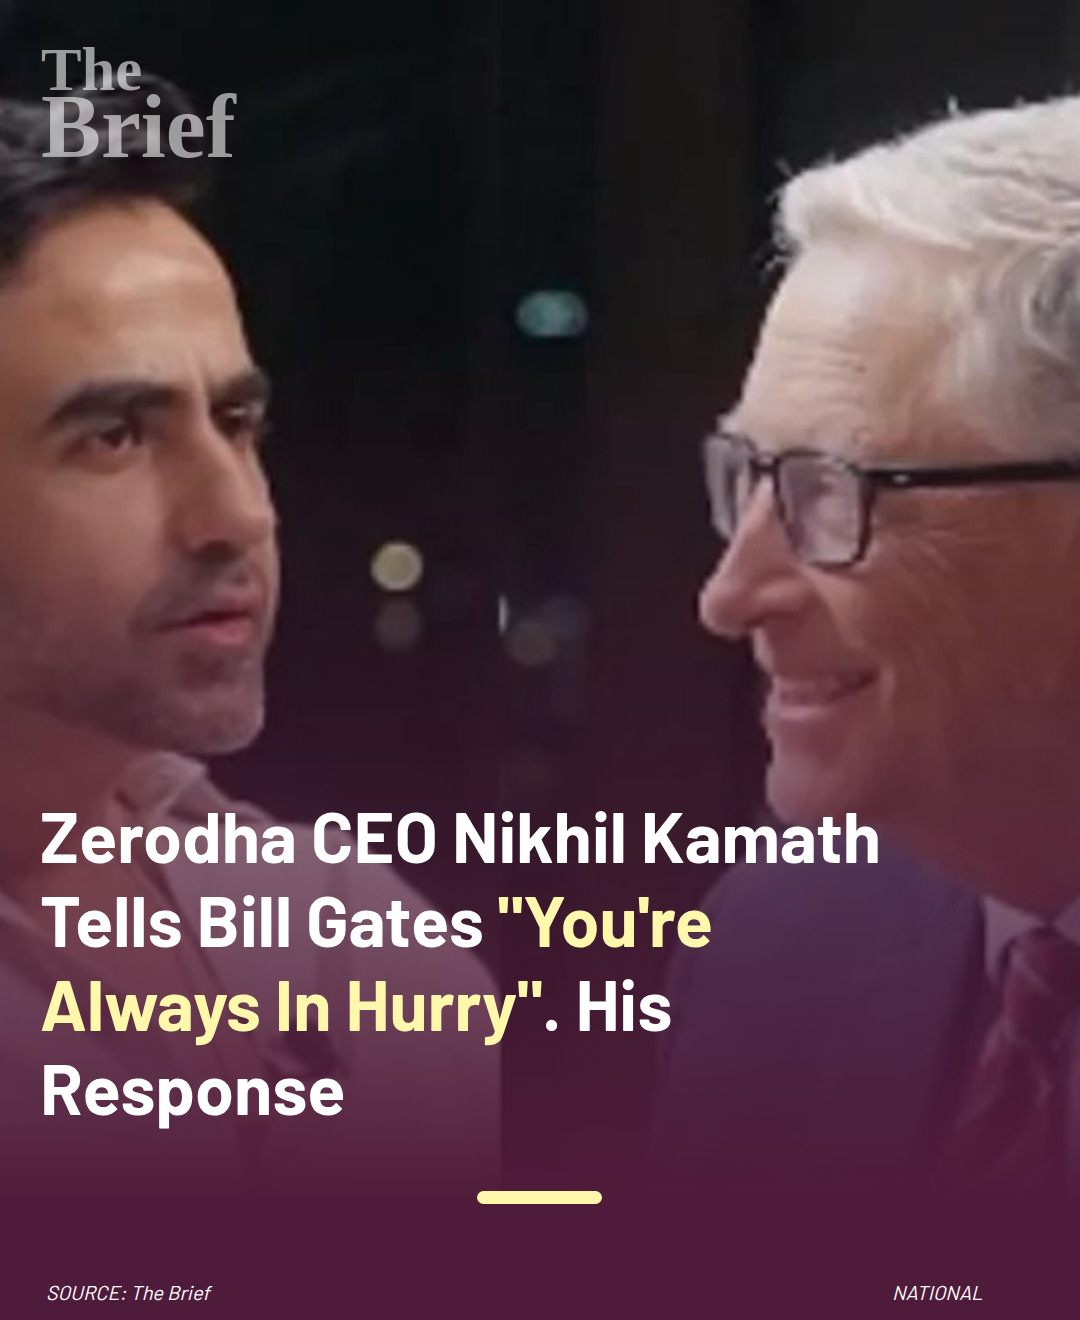 The
Brief
Zerodha CEO Nikhil Kamath
Tells Bill Gates "You're
Always In Hurry". His
Response
SOURCE: The Brief
NATIONAL